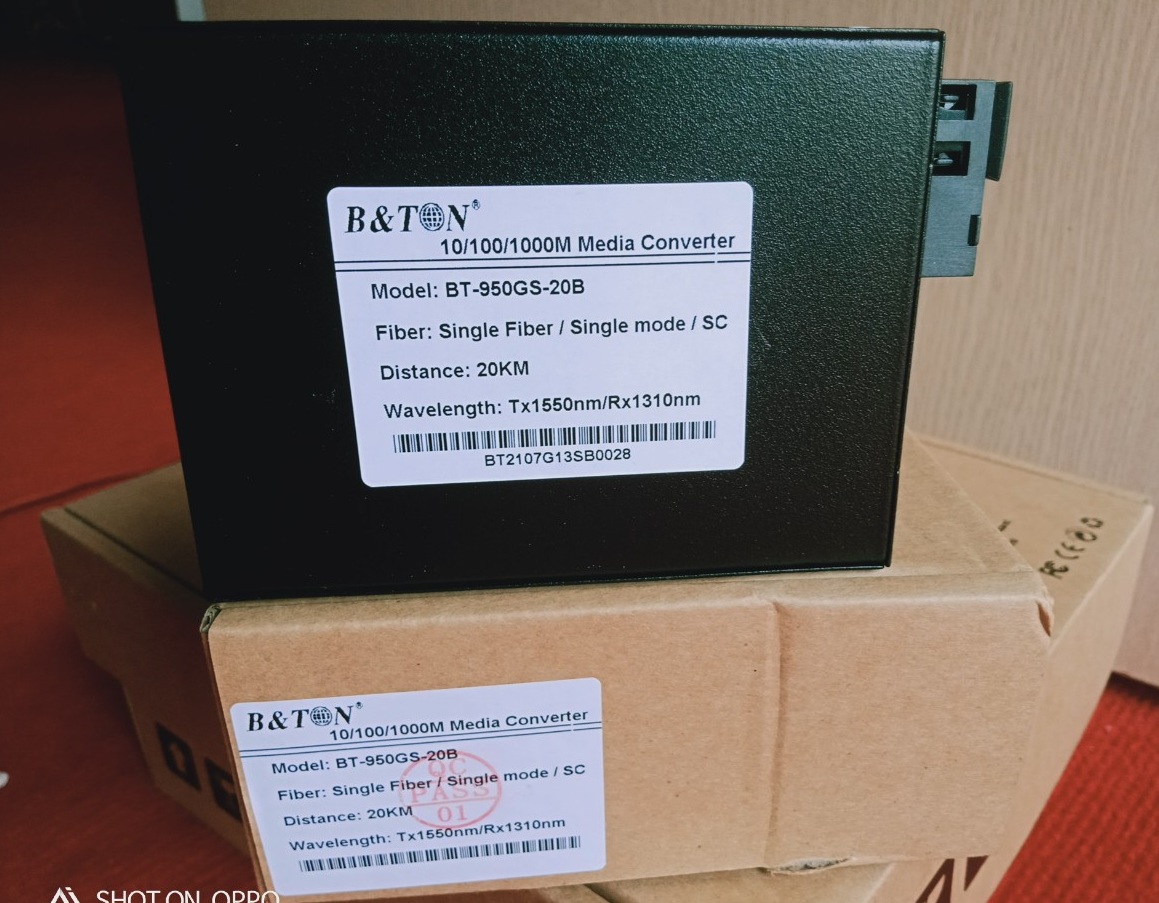 B&TON®
10/100/1000M Media Converter
Model: BT-950GS-20B
Fiber: Single Fiber / Single mode / SC
Distance: 20KM
Wavelength: Tx1550nm/Rx1310nm
BT2107G13SB0028
FC CE
B&TON®
10/100/1000M Media Converter
Model: BT-950GS-20B
Fiber: Single Fiber / Single mode / SC
Distance: 20KM
Wavelength: Tx1550nm/Rx1310nm
QC
PASS
01
SHOT ON OPPO